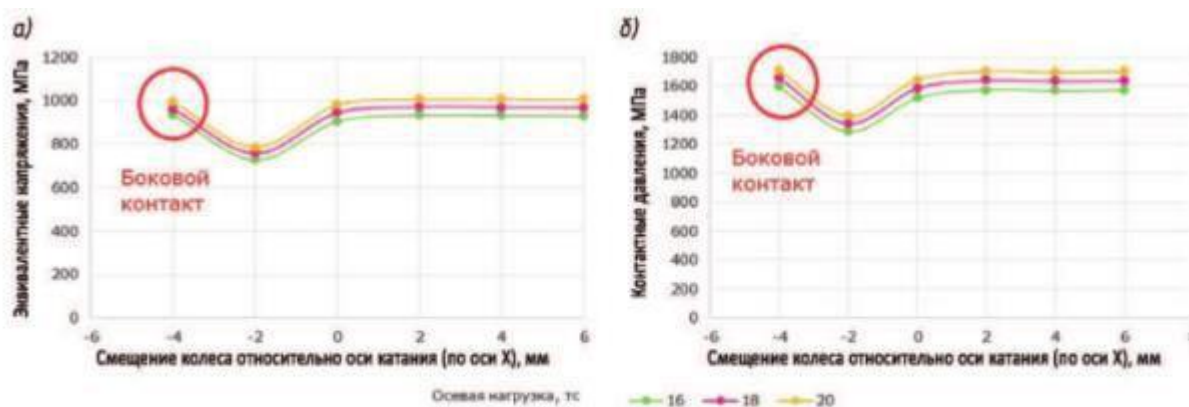 а)
Эквивалентные напряжения, МПа
1200
1000
800
600
400
200
0
Боковой
контакт
-6 -4 -2 0 2 4 6
Смещение колеса относительно оси катания (по оси X), мм
б)
Контактные давления, МПа
1800
1600
1400
1200
1000
800
600
400
200
0
Боковой
контакт
-6 -4 -2 0 2 4 6 8
Смещение колеса относительно оси катания (по оси X), мм
Осевая нагрузка, тс 16 18 20